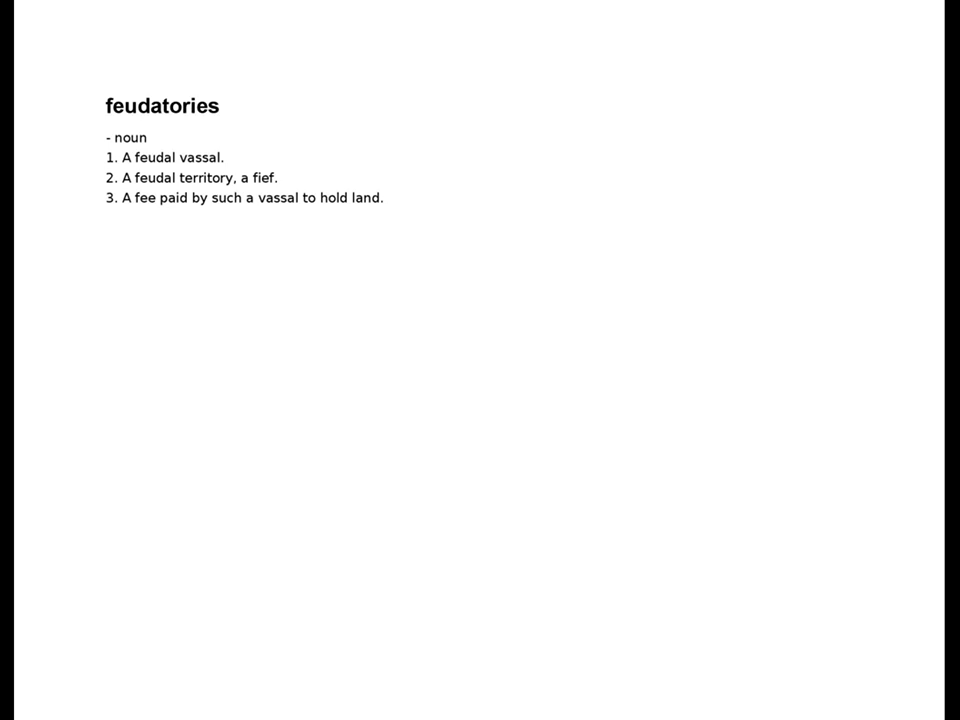 feudatories
- noun
1. A feudal vassal.
2. A feudal territory, a fief.
3. A fee paid by such a vassal to hold land.